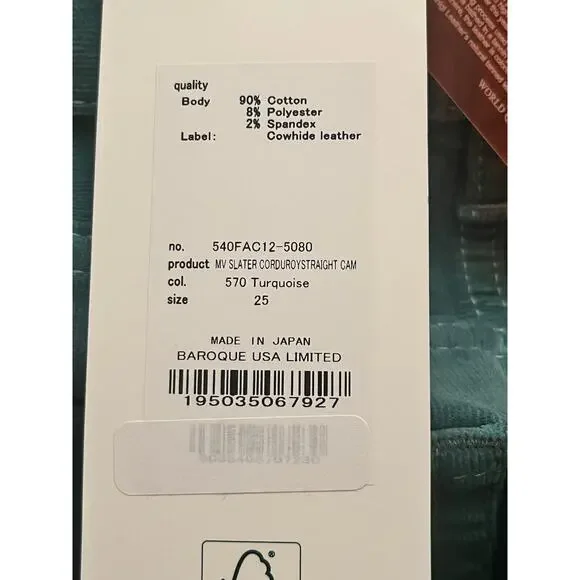 quality
Body 90% Cotton
8% Polyester
2% Spandex
Label: Cowhide leather
no. 540FAC12-5080
product MV SLATER CORDUROYSTRAIGHT CAM
col. 570 Turquoise
size 25
MADE IN JAPAN
BAROQUE USA LIMITED
195035067927
®
WORLD